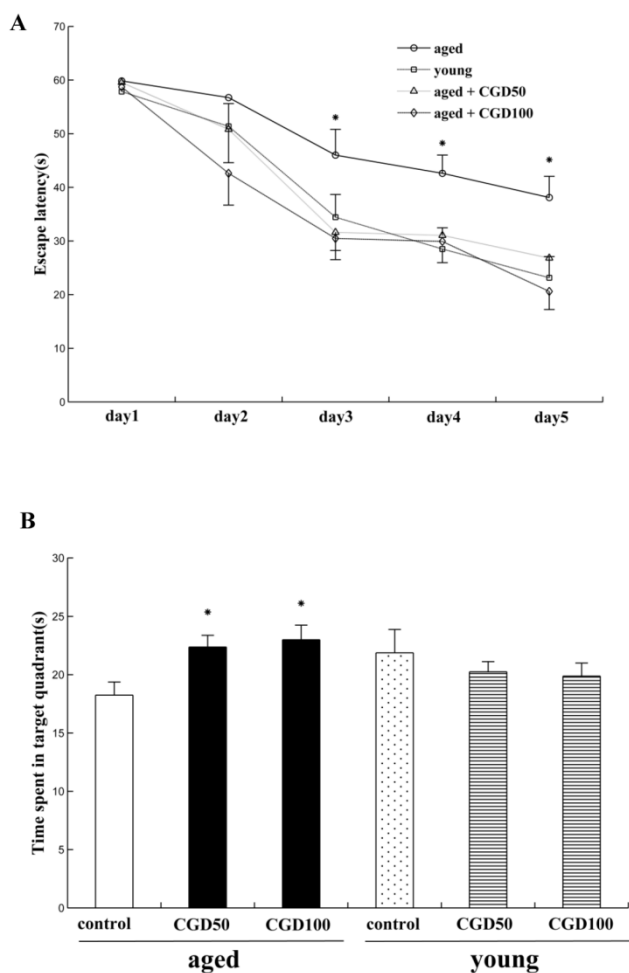 A
aged
young
aged + CGD50
aged + CGD100
70
60
50
40
30
20
10
0
Escape latency(s)
*
*
*
day1 day2 day3 day4 day5
B
30
25
20
15
10
5
0
Time spent in target quadrant(s)
*
*
control CGD50 CGD100 control CGD50 CGD100
aged young